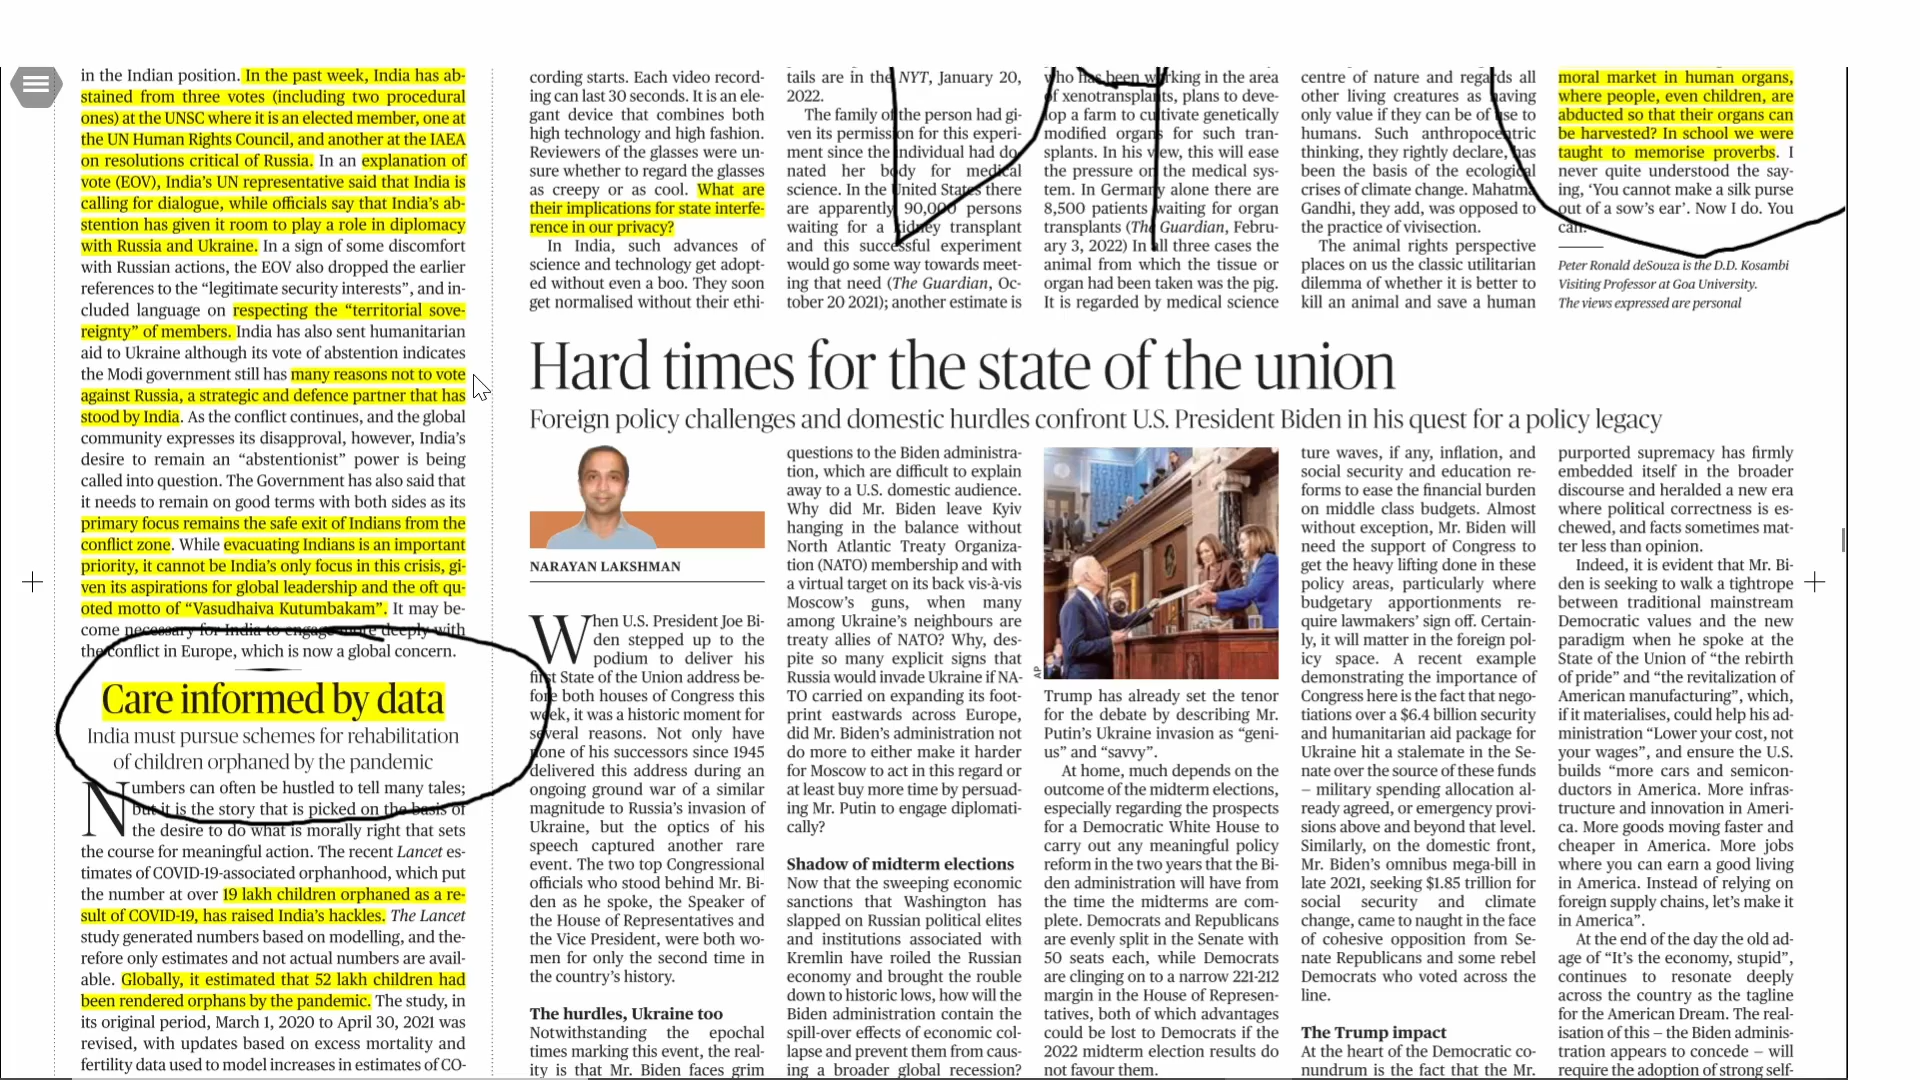 in the Indian position. In the past week, India has ab-
stained from three votes (including two procedural
ones) at the UNSC where it is an elected member, one at
the UN Human Rights Council, and another at the IAEA
on resolutions critical of Russia. In an explanation of
vote (EOV), India's UN representative said that India is
calling for dialogue, while officials say that India's ab-
stention has given it room to play a role in diplomacy
with Russia and Ukraine. In a sign of some discomfort
with Russian actions, the EOV also dropped the earlier
references to the “legitimate security interests”, and in-
cluded language on respecting the “territorial sove-
reignty” of members. India has also sent humanitarian
aid to Ukraine although its vote of abstention indicates
the Modi government still has many reasons not to vote
against Russia, a strategic and defence partner that has
stood by India. As the conflict continues, and the global
community expresses its disapproval, however, India's
desire to remain an “abstentionist” power is being
called into question. The Government has also said that
it needs to remain on good terms with both sides as its
primary focus remains the safe exit of Indians from the
conflict zone. While evacuating Indians is an important
priority, it cannot be India's only focus in this crisis, gi-
ven its aspirations for global leadership and the oft qu-
oted motto of “Vasudhaiva Kutumbakam”. It may be-
come necessary for India to engage more deeply with
the conflict in Europe, which is now a global concern.
Care informed by data
India must pursue schemes for rehabilitation
of children orphaned by the pandemic
Numbers can often be hustled to tell many tales;
but it is the story that is picked on the basis of
the desire to do what is morally right that sets
the course for meaningful action. The recent Lancet es-
timates of COVID-19-associated orphanhood, which put
the number at over 19 lakh children orphaned as a re-
sult of COVID-19, has raised India's hackles. The Lancet
study generated numbers based on modelling, and the-
refore only estimates and not actual numbers are avail-
able. Globally, it estimated that 52 lakh children had
been rendered orphans by the pandemic. The study, in
its original period, March 1, 2020 to April 30, 2021 was
revised, with updates based on excess mortality and
fertility data used to model increases in estimates of CO-
cording starts. Each video record-
ing can last 30 seconds. It is an ele-
gant device that combines both
high technology and high fashion.
Reviewers of the glasses were un-
sure whether to regard the glasses
as creepy or as cool. What are
their implications for state interfe-
rence in our privacy?
In India, such advances of
science and technology get adopt-
ed without even a boo. They soon
get normalised without their ethi-
tails are in the NYT, January 20,
2022.
The family of the person had gi-
ven its permission for this experi-
ment since the individual had do-
nated her body for medical
science. In the United States there
are apparently 90,000 persons
waiting for a kidney transplant
and this successful experiment
would go some way towards meet-
ing that need (The Guardian, Oc-
tober 20 2021); another estimate is
who has been working in the area
of xenotransplants, plans to deve-
lop a farm to cultivate genetically
modified organs for such tran-
splants. In his view, this will ease
the pressure on the medical sys-
tem. In Germany alone there are
8,500 patients waiting for organ
transplants (The Guardian, Febru-
ary 3, 2022) In all three cases the
animal from which the tissue or
organ had been taken was the pig.
It is regarded by medical science
centre of nature and regards all
other living creatures as having
only value if they can be of use to
humans. Such anthropocentric
thinking, they rightly declare, has
been the basis of the ecological
crises of climate change. Mahatma
Gandhi, they add, was opposed to
the practice of vivisection.
The animal rights perspective
places on us the classic utilitarian
dilemma of whether it is better to
kill an animal and save a human
moral market in human organs,
where people, even children, are
abducted so that their organs can
be harvested? In school we were
taught to memorise proverbs. I
never quite understood the say-
ing, ‘You cannot make a silk purse
out of a sow's ear’. Now I do. You
can.
Peter Ronald deSouza is the D.D. Kosambi
Visiting Professor at Goa University.
The views expressed are personal
Hard times for the state of the union
Foreign policy challenges and domestic hurdles confront U.S. President Biden in his quest for a policy legacy
NARAYAN LAKSHMAN
When U.S. President Joe Bi-
den stepped up to the
podium to deliver his
first State of the Union address be-
fore both houses of Congress this
week, it was a historic moment for
several reasons. Not only have
none of his successors since 1945
delivered this address during an
ongoing ground war of a similar
magnitude to Russia's invasion of
Ukraine, but the optics of his
speech captured another rare
event. The two top Congressional
officials who stood behind Mr. Bi-
den as he spoke, the Speaker of
the House of Representatives and
the Vice President, were both wo-
men for only the second time in
the country's history.
The hurdles, Ukraine too
Notwithstanding the epochal
times marking this event, the real-
ity is that Mr. Biden faces grim
questions to the Biden administra-
tion, which are difficult to explain
away to a U.S. domestic audience.
Why did Mr. Biden leave Kyiv
hanging in the balance without
North Atlantic Treaty Organiza-
tion (NATO) membership and with
a virtual target on its back vis-à-vis
Moscow's guns, when many
among Ukraine's neighbours are
treaty allies of NATO? Why, des-
pite so many explicit signs that
Russia would invade Ukraine if NA-
TO carried on expanding its foot-
print eastwards across Europe,
did Mr. Biden's administration not
do more to either make it harder
for Moscow to act in this regard or
at least buy more time by persuad-
ing Mr. Putin to engage diplomati-
cally?
Shadow of midterm elections
Now that the sweeping economic
sanctions that Washington has
slapped on Russian political elites
and institutions associated with
Kremlin have roiled the Russian
economy and brought the rouble
down to historic lows, how will the
Biden administration contain the
spill-over effects of economic col-
lapse and prevent them from caus-
ing a broader global recession?
AP
Trump has already set the tenor
for the debate by describing Mr.
Putin's Ukraine invasion as “geni-
us” and “savvy”.
At home, much depends on the
outcome of the midterm elections,
especially regarding the prospects
for a Democratic White House to
carry out any meaningful policy
reform in the two years that the Bi-
den administration will have from
the time the midterms are com-
plete. Democrats and Republicans
are evenly split in the Senate with
50 seats each, while Democrats
are clinging on to a narrow 221-212
margin in the House of Represen-
tatives, both of which advantages
could be lost to Democrats if the
2022 midterm election results do
not favour them.
ture waves, if any, inflation, and
social security and education re-
forms to ease the financial burden
on middle class budgets. Almost
without exception, Mr. Biden will
need the support of Congress to
get the heavy lifting done in these
policy areas, particularly where
budgetary apportionments re-
quire lawmakers' sign off. Certain-
ly, it will matter in the foreign pol-
icy space. A recent example
demonstrating the importance of
Congress here is the fact that nego-
tiations over a $6.4 billion security
and humanitarian aid package for
Ukraine hit a stalemate in the Se-
nate over the source of these funds
– military spending allocation al-
ready agreed, or emergency provi-
sions above and beyond that level.
Similarly, on the domestic front,
Mr. Biden's omnibus mega-bill in
late 2021, seeking $1.85 trillion for
social security and climate
change, came to naught in the face
of cohesive opposition from Se-
nate Republicans and some rebel
Democrats who voted across the
line.
The Trump impact
At the heart of the Democratic co-
nundrum is the fact that the Mr.
purported supremacy has firmly
embedded itself in the broader
discourse and heralded a new era
where political correctness is es-
chewed, and facts sometimes mat-
ter less than opinion.
Indeed, it is evident that Mr. Bi-
den is seeking to walk a tightrope
between traditional mainstream
Democratic values and the new
paradigm when he spoke at the
State of the Union of “the rebirth
of pride” and “the revitalization of
American manufacturing”, which,
if it materialises, could help his ad-
ministration “Lower your cost, not
your wages”, and ensure the U.S.
builds “more cars and semicon-
ductors in America. More infras-
tructure and innovation in Ameri-
ca. More goods moving faster and
cheaper in America. More jobs
where you can earn a good living
in America. Instead of relying on
foreign supply chains, let's make it
in America”.
At the end of the day the old ad-
age of “It's the economy, stupid”,
continues to resonate deeply
across the country as the tagline
for the American Dream. The real-
isation of this – the Biden adminis-
tration appears to concede – will
require the adoption of strong self-